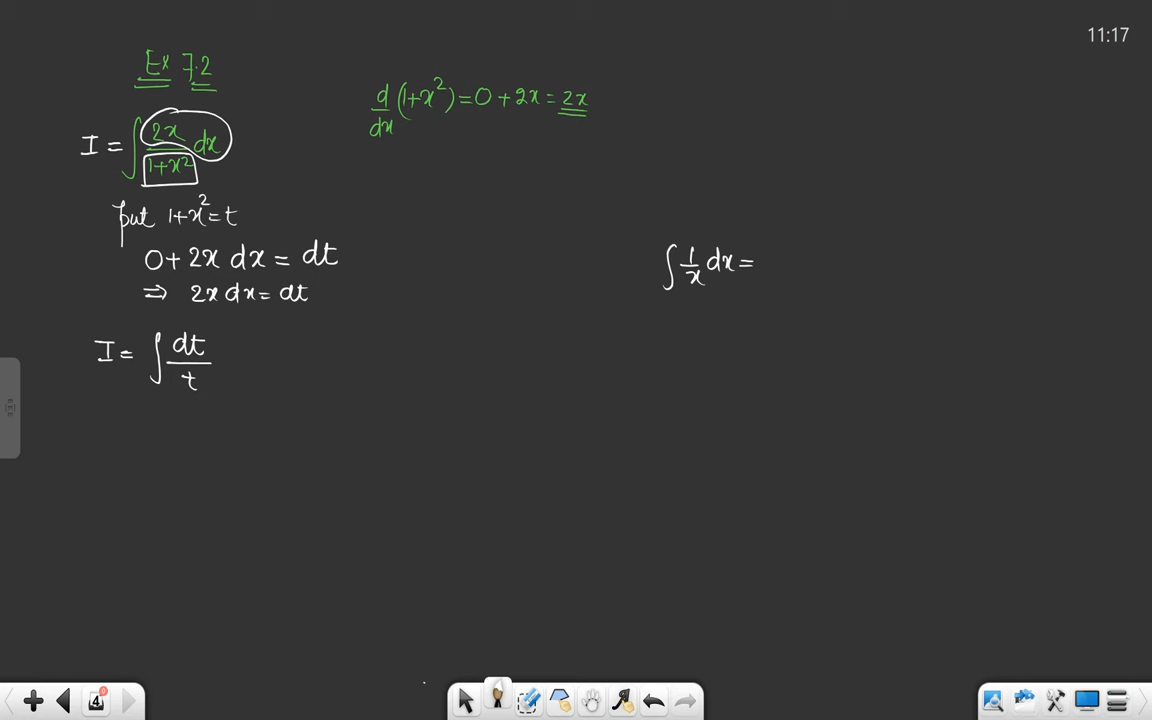 11:17
Ex 7.2
d/dx (1+x²) = 0 + 2x = 2x
I = ∫ 2x/(1+x²) dx
put 1+x² = t
0 + 2x dx = dt
⇒ 2x dx = dt
∫ 1/x dx =
I = ∫ dt/t
4
0